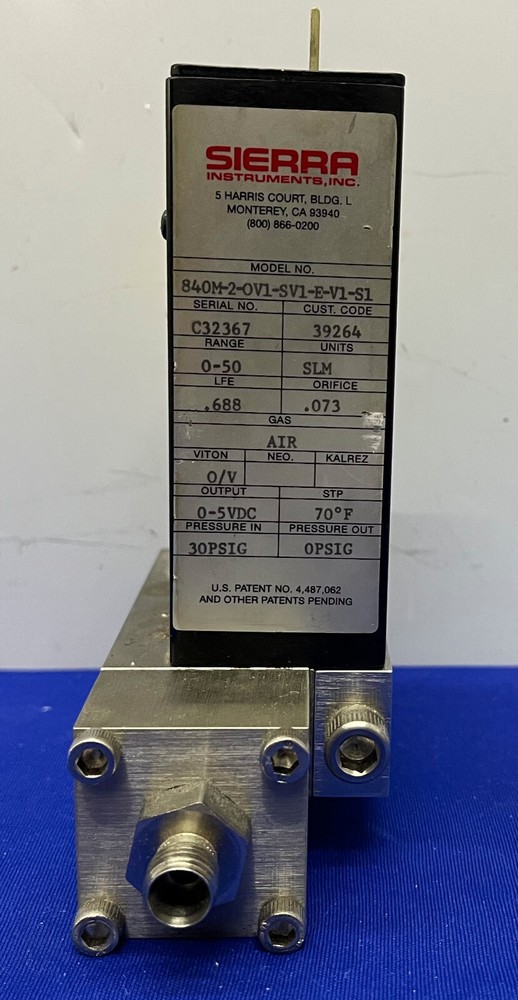 SIERRA
INSTRUMENTS, INC.
5 HARRIS COURT, BLDG. L
MONTEREY, CA 93940
(800) 866-0200
MODEL NO.
840M-2-OV1-SV1-E-V1-S1
SERIAL NO. CUST. CODE
C32367 39264
RANGE UNITS
0-50 SLM
LFE ORIFICE
.688 .073
GAS
AIR
VITON NEO. KALREZ
O/V
OUTPUT STP
0-5VDC 70°F
PRESSURE IN PRESSURE OUT
30PSIG 0PSIG
U.S. PATENT NO. 4,487,062
AND OTHER PATENTS PENDING